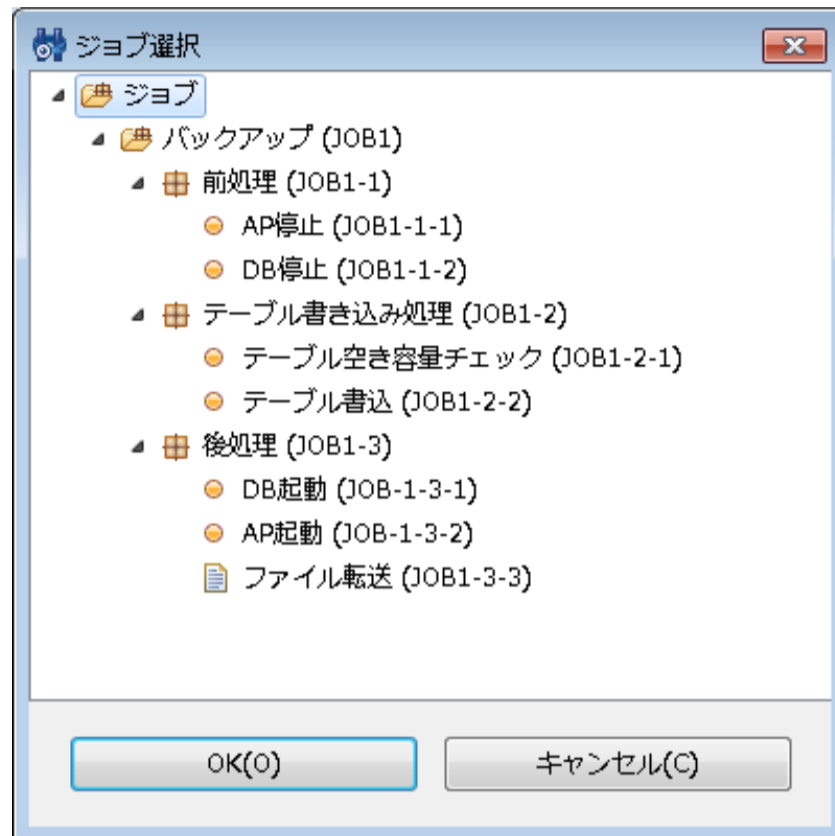 ジョブ選択
ジョブ
バックアップ (JOB1)
前処理 (JOB1-1)
AP停止 (JOB1-1-1)
DB停止 (JOB1-1-2)
テーブル書き込み処理 (JOB1-2)
テーブル空き容量チェック (JOB1-2-1)
テーブル書込 (JOB1-2-2)
後処理 (JOB1-3)
DB起動 (JOB-1-3-1)
AP起動 (JOB-1-3-2)
ファイル転送 (JOB1-3-3)
OK(O) キャンセル(C)